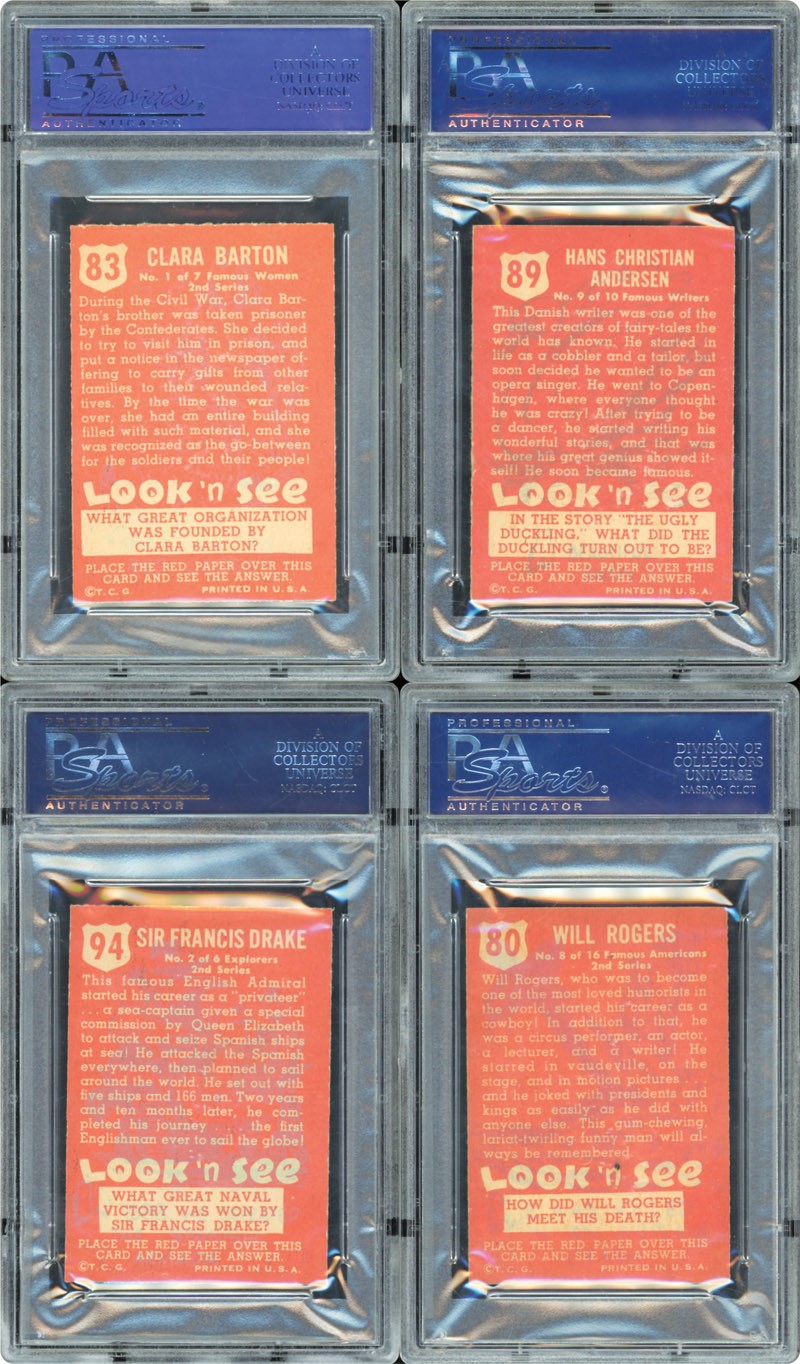 PROFESSIONAL
PSA
Sports®
AUTHENTICATOR
A
DIVISION OF
COLLECTORS
UNIVERSE
NASDAQ: CLCT
83
CLARA BARTON
No. 1 of 7 Famous Women
2nd Series
During the Civil War, Clara Bar-
ton's brother was taken prisoner
by the Confederates. She decided
to try to visit him in prison, and
put a notice in the newspaper of-
fering to carry gifts from other
families to their wounded rela-
tives. By the time the war was
over, she had an entire building
filled with such material, and she
was recognized as the go-between
for the soldiers and their people!
LOOK 'n SEE
WHAT GREAT ORGANIZATION
WAS FOUNDED BY
CLARA BARTON?
PLACE THE RED PAPER OVER THIS
CARD AND SEE THE ANSWER.
©T. C. G. PRINTED IN U. S. A.
PROFESSIONAL
PSA
Sports®
AUTHENTICATOR
A
DIVISION OF
COLLECTORS
UNIVERSE
NASDAQ: CLCT
89
HANS CHRISTIAN
ANDERSEN
No. 9 of 10 Famous Writers
This Danish writer was one of the
greatest creators of fairy-tales the
world has known. He started in
life as a cobbler and a tailor, but
soon decided he wanted to be an
opera singer. He went to Copen-
hagen, where everyone thought
he was crazy! After trying to be
a dancer, he started writing his
wonderful stories, and that was
where his great genius showed it-
self! He soon became famous.
LOOK 'n SEE
IN THE STORY "THE UGLY
DUCKLING," WHAT DID THE
DUCKLING TURN OUT TO BE?
PLACE THE RED PAPER OVER THIS
CARD AND SEE THE ANSWER.
©T. C. G. PRINTED IN U. S. A.
PROFESSIONAL
PSA
Sports®
AUTHENTICATOR
A
DIVISION OF
COLLECTORS
UNIVERSE
NASDAQ: CLCT
94
SIR FRANCIS DRAKE
No. 2 of 6 Explorers
2nd Series
This famous English Admiral
started his career as a "privateer"
... a sea-captain given a special
commission by Queen Elizabeth
to attack and seize Spanish ships
at sea! He attacked the Spanish
everywhere, then planned to sail
around the world. He set out with
five ships and 166 men. Two years
and ten months later, he com-
pleted his journey . . . . the first
Englishman ever to sail the globe!
LOOK 'n SEE
WHAT GREAT NAVAL
VICTORY WAS WON BY
SIR FRANCIS DRAKE?
PLACE THE RED PAPER OVER THIS
CARD AND SEE THE ANSWER.
©T. C. G. PRINTED IN U. S. A.
PROFESSIONAL
PSA
Sports®
AUTHENTICATOR
A
DIVISION OF
COLLECTORS
UNIVERSE
NASDAQ: CLCT
80
WILL ROGERS
No. 8 of 16 Famous Americans
2nd Series
Will Rogers, who was to become
one of the most loved humorists in
the world, started his career as a
cowboy! In addition to that, he
was a circus performer, an actor,
a lecturer, and a writer! He
starred in vaudeville, on the
stage, and in motion pictures . . .
and he joked with presidents and
kings as easily as he did with
anyone else. This gum-chewing,
lariat-twirling funny man will al-
ways be remembered.
LOOK 'n SEE
HOW DID WILL ROGERS
MEET HIS DEATH?
PLACE THE RED PAPER OVER THIS
CARD AND SEE THE ANSWER.
©T. C. G. PRINTED IN U. S. A.